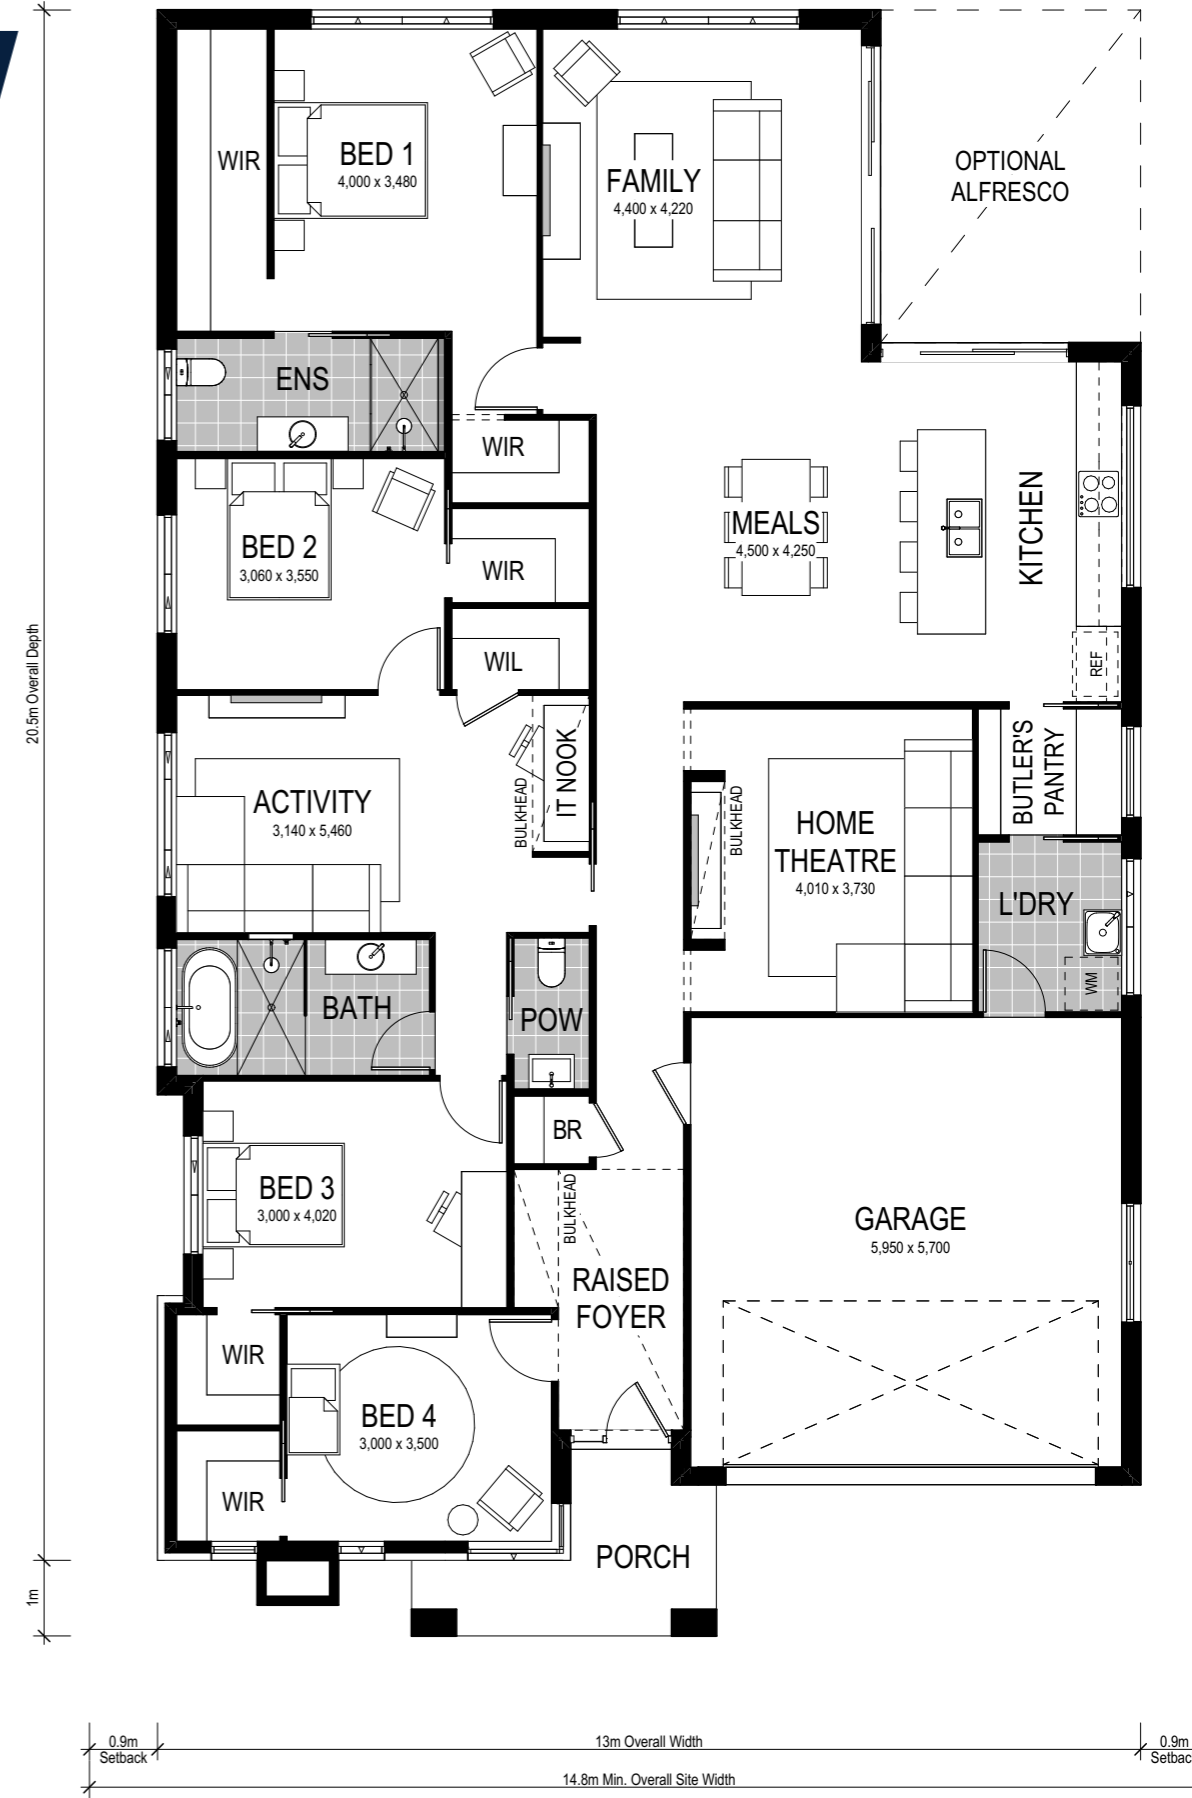 WIR
BED 1
4,000 x 3,480
FAMILY
4,400 x 4,220
OPTIONAL
ALFRESCO
ENS
WIR
BED 2
3,060 x 3,550
WIR
MEALS
4,500 x 4,250
KITCHEN
WIL
REF
20.5m Overall Depth
ACTIVITY
3,140 x 5,460
BULKHEAD
IT NOOK
BULKHEAD
HOME
THEATRE
4,010 x 3,730
BUTLER'S
PANTRY
L'DRY
WM
BATH
POW
BR
BED 3
3,000 x 4,020
BULKHEAD
RAISED
FOYER
GARAGE
5,950 x 5,700
WIR
BED 4
3,000 x 3,500
WIR
PORCH
1m
0.9m
Setback
13m Overall Width
0.9m
Setbac
14.8m Min. Overall Site Width